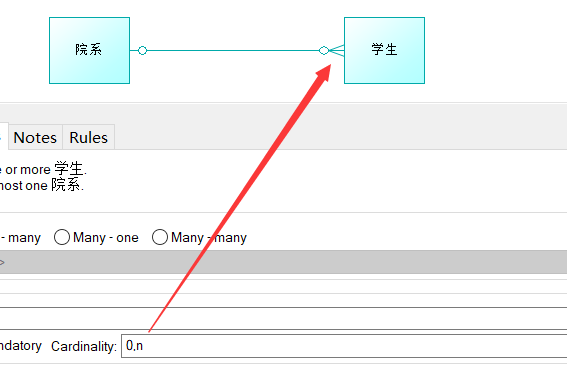 院系 学生
Notes Rules
e or more 学生.
most one 院系.
- many Many - one Many - many
>
ndatory Cardinality: 0,n